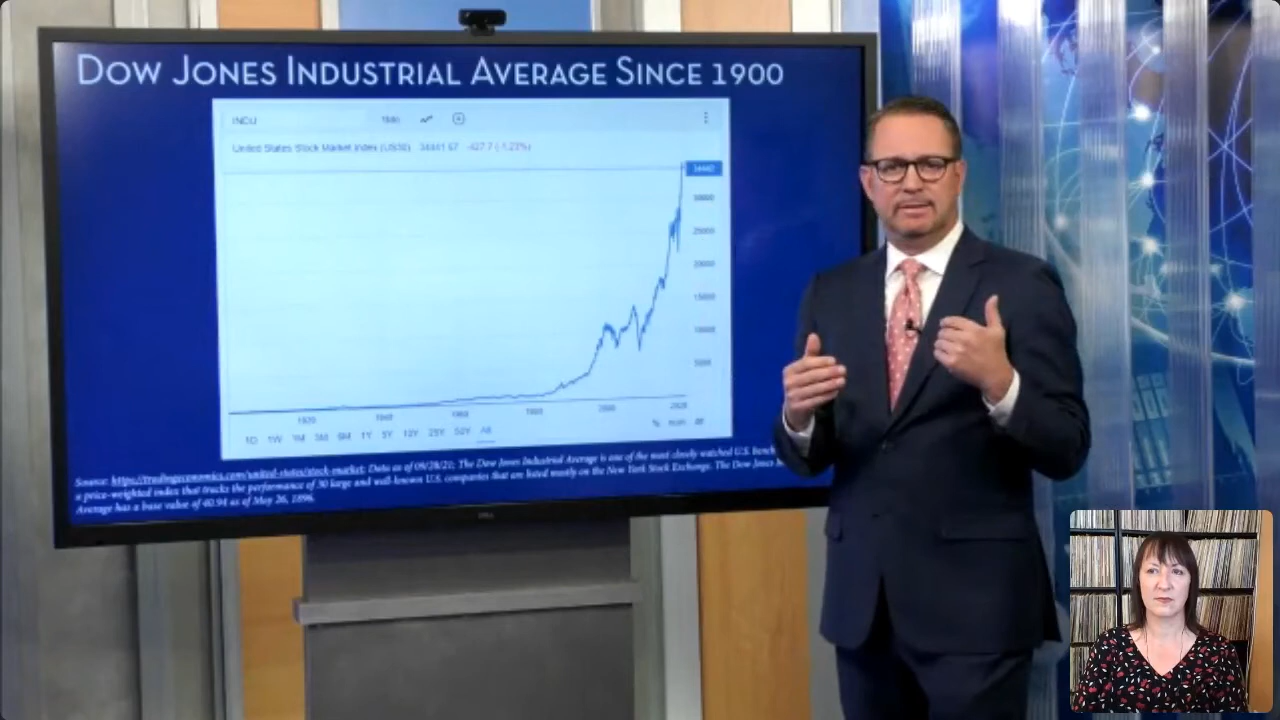 DOW JONES INDUSTRIAL AVERAGE SINCE 1900
INDU
United States Stock Market Index (US30) 34441.67 -427.7 (-1.23%)
34442
30000
25000
20000
15000
10000
5000
1920 1940 1960 1980 2000 2020
1D 1W 1M 3M 6M 1Y 5Y 10Y 25Y 50Y All
%
Source: https://tradingeconomics.com/united-states/stock-market; Data as of 09/28/21; The Dow Jones Industrial Average is one of the most closely watched U.S. bench
a price-weighted index that tracks the performance of 30 large and well-known U.S. companies that are listed mostly on the New York Stock Exchange. The Dow Jones
Average has a base value of 40.94 as of May 26, 1896.
DELL